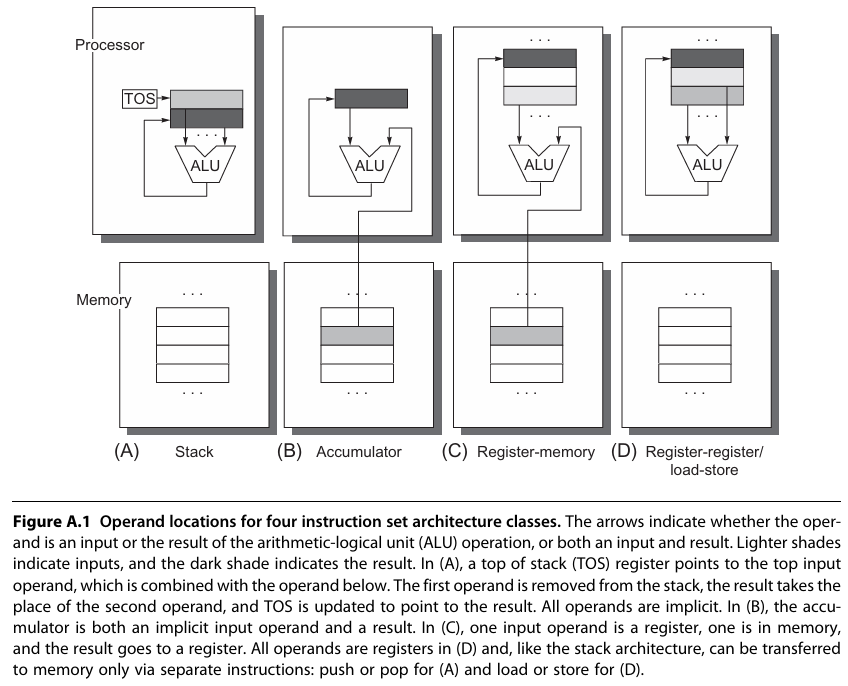 Processor
TOS
ALU
ALU
. . .
ALU
. . .
. . .
ALU
. . .
. . .
Memory
. . .
. . .
. . .
. . .
. . .
. . .
. . .
. . .
(A) Stack
(B) Accumulator
(C) Register-memory
(D) Register-register/
load-store
Figure A.1 Operand locations for four instruction set architecture classes. The arrows indicate whether the oper-
and is an input or the result of the arithmetic-logical unit (ALU) operation, or both an input and result. Lighter shades
indicate inputs, and the dark shade indicates the result. In (A), a top of stack (TOS) register points to the top input
operand, which is combined with the operand below. The first operand is removed from the stack, the result takes the
place of the second operand, and TOS is updated to point to the result. All operands are implicit. In (B), the accu-
mulator is both an implicit input operand and a result. In (C), one input operand is a register, one is in memory,
and the result goes to a register. All operands are registers in (D) and, like the stack architecture, can be transferred
to memory only via separate instructions: push or pop for (A) and load or store for (D).